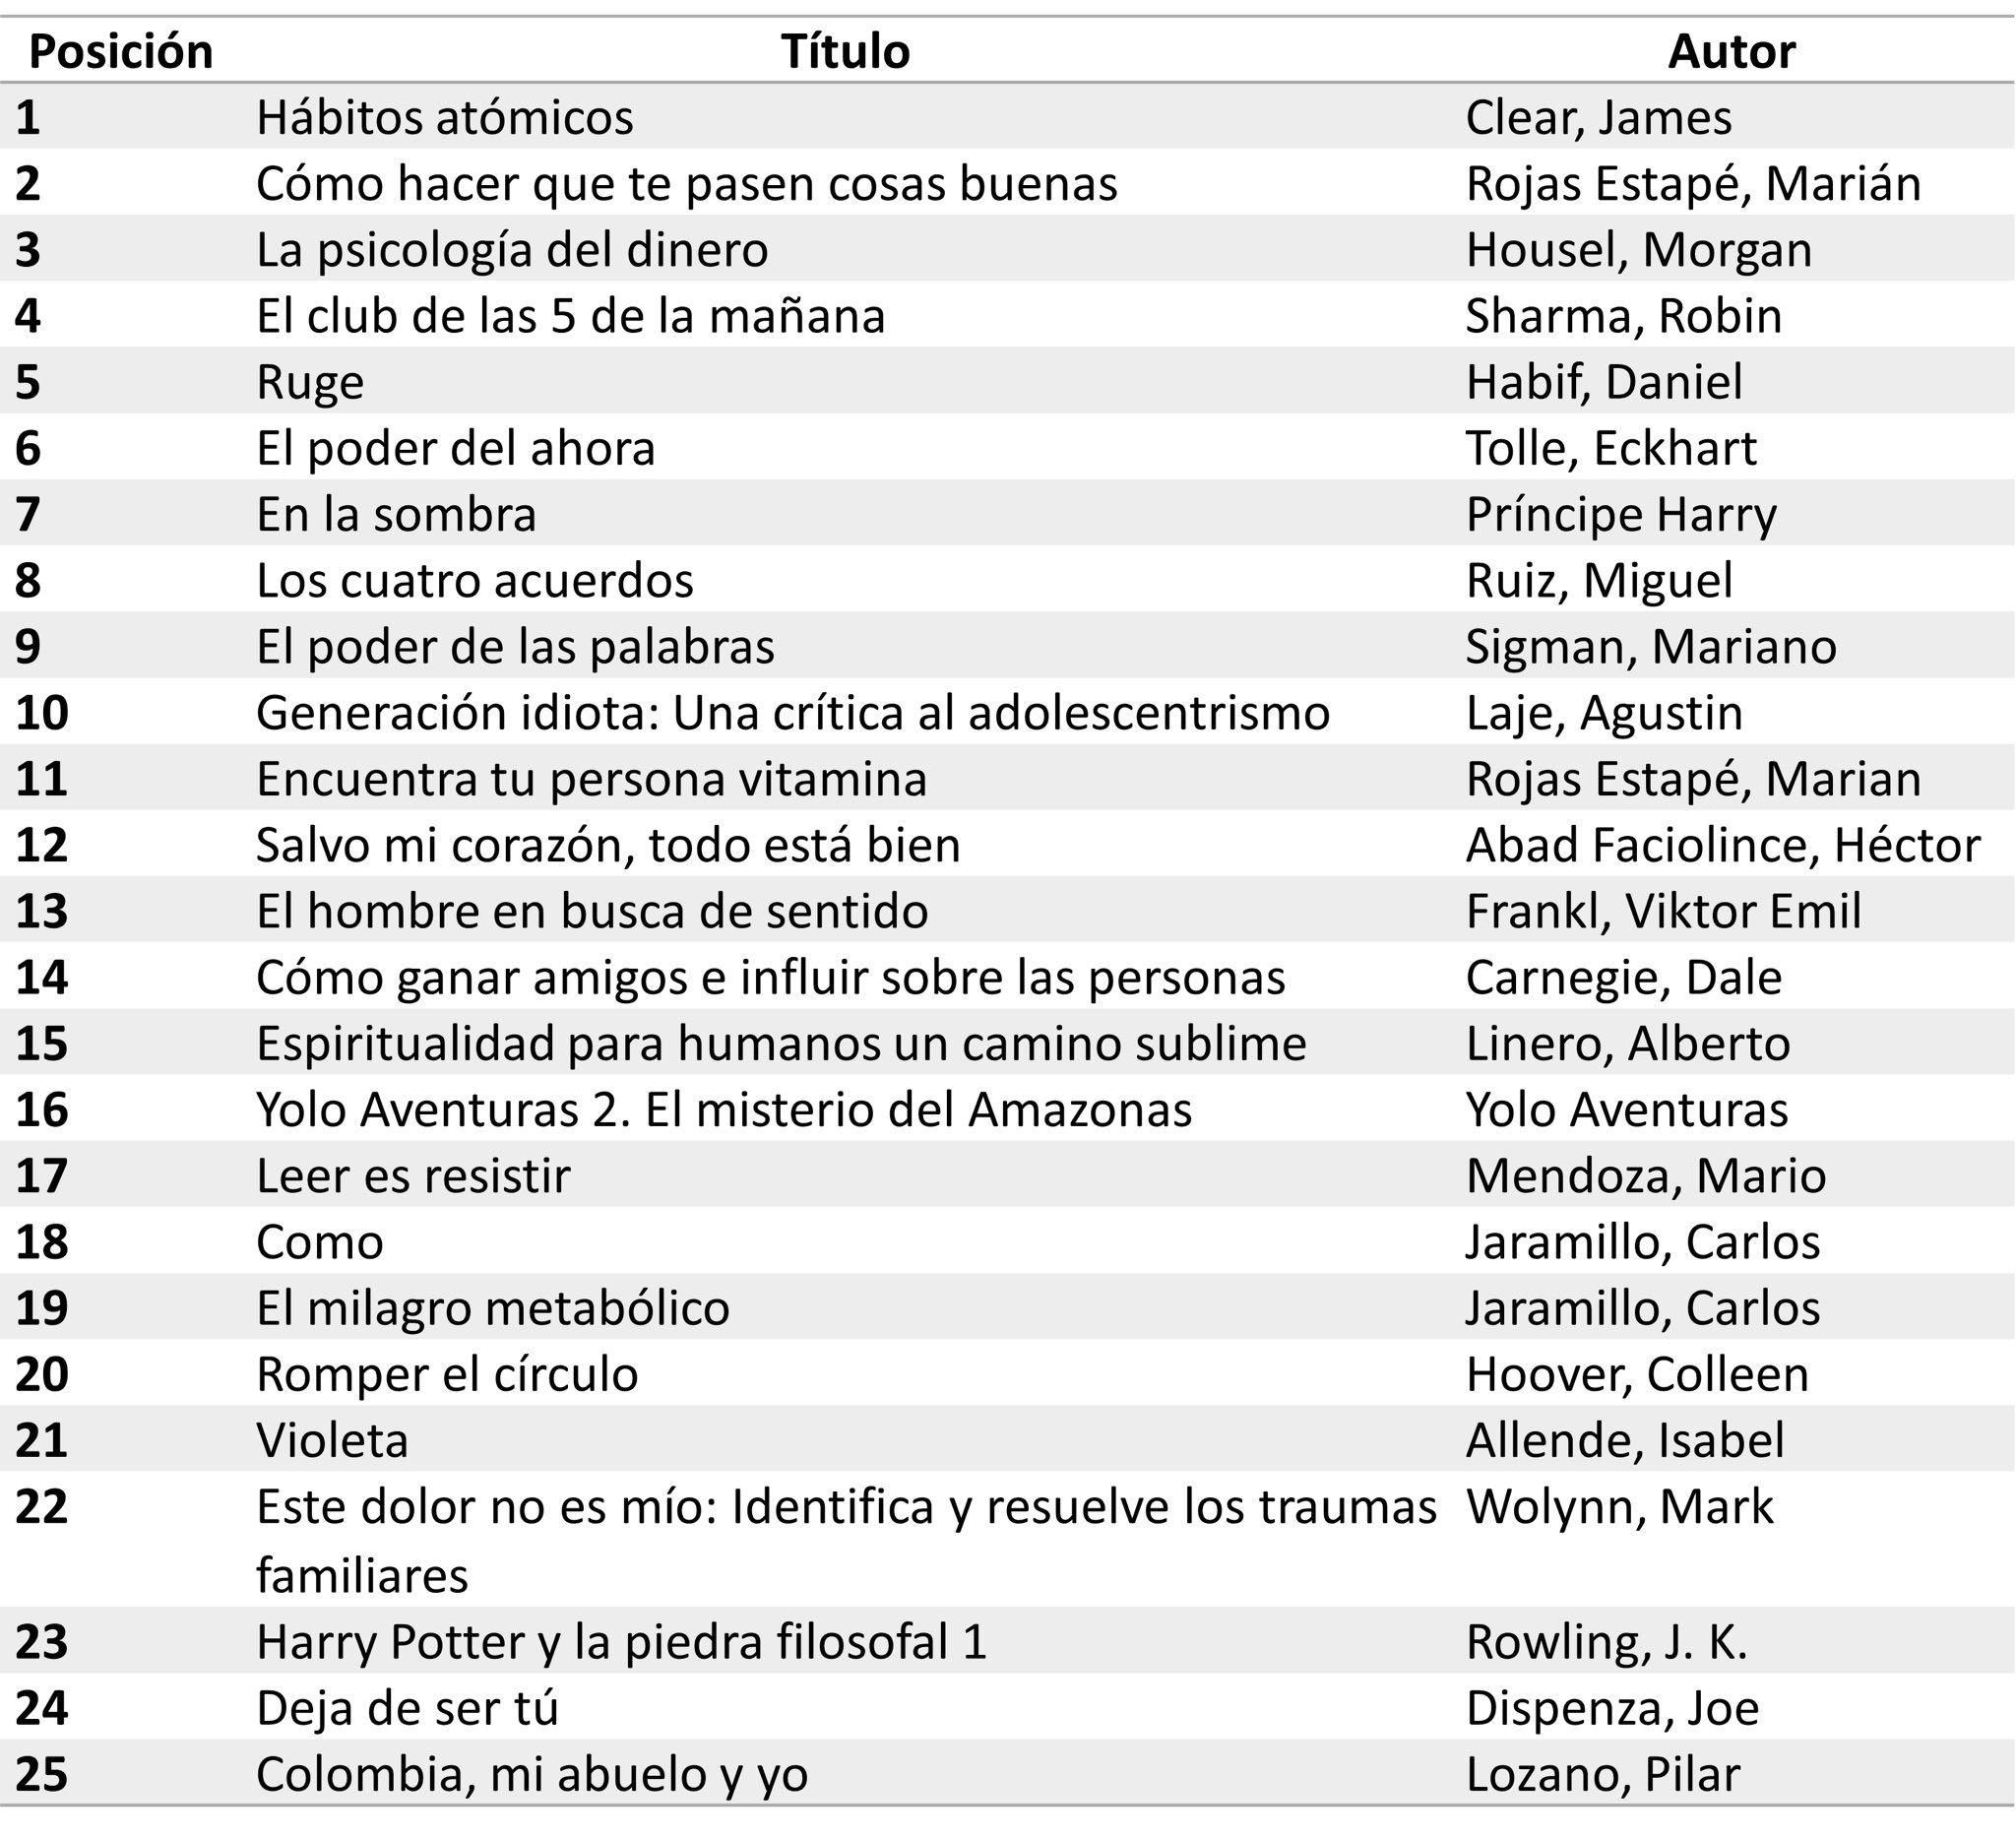 Posición Título Autor
1 Hábitos atómicos Clear, James
2 Cómo hacer que te pasen cosas buenas Rojas Estapé, Marián
3 La psicología del dinero Housel, Morgan
4 El club de las 5 de la mañana Sharma, Robin
5 Ruge Habif, Daniel
6 El poder del ahora Tolle, Eckhart
7 En la sombra Príncipe Harry
8 Los cuatro acuerdos Ruiz, Miguel
9 El poder de las palabras Sigman, Mariano
10 Generación idiota: Una crítica al adolescentrismo Laje, Agustin
11 Encuentra tu persona vitamina Rojas Estapé, Marian
12 Salvo mi corazón, todo está bien Abad Faciolince, Héctor
13 El hombre en busca de sentido Frankl, Viktor Emil
14 Cómo ganar amigos e influir sobre las personas Carnegie, Dale
15 Espiritualidad para humanos un camino sublime Linero, Alberto
16 Yolo Aventuras 2. El misterio del Amazonas Yolo Aventuras
17 Leer es resistir Mendoza, Mario
18 Como Jaramillo, Carlos
19 El milagro metabólico Jaramillo, Carlos
20 Romper el círculo Hoover, Colleen
21 Violeta Allende, Isabel
22 Este dolor no es mío: Identifica y resuelve los traumas Wolynn, Mark
familiares
23 Harry Potter y la piedra filosofal 1 Rowling, J. K.
24 Deja de ser tú Dispenza, Joe
25 Colombia, mi abuelo y yo Lozano, Pilar